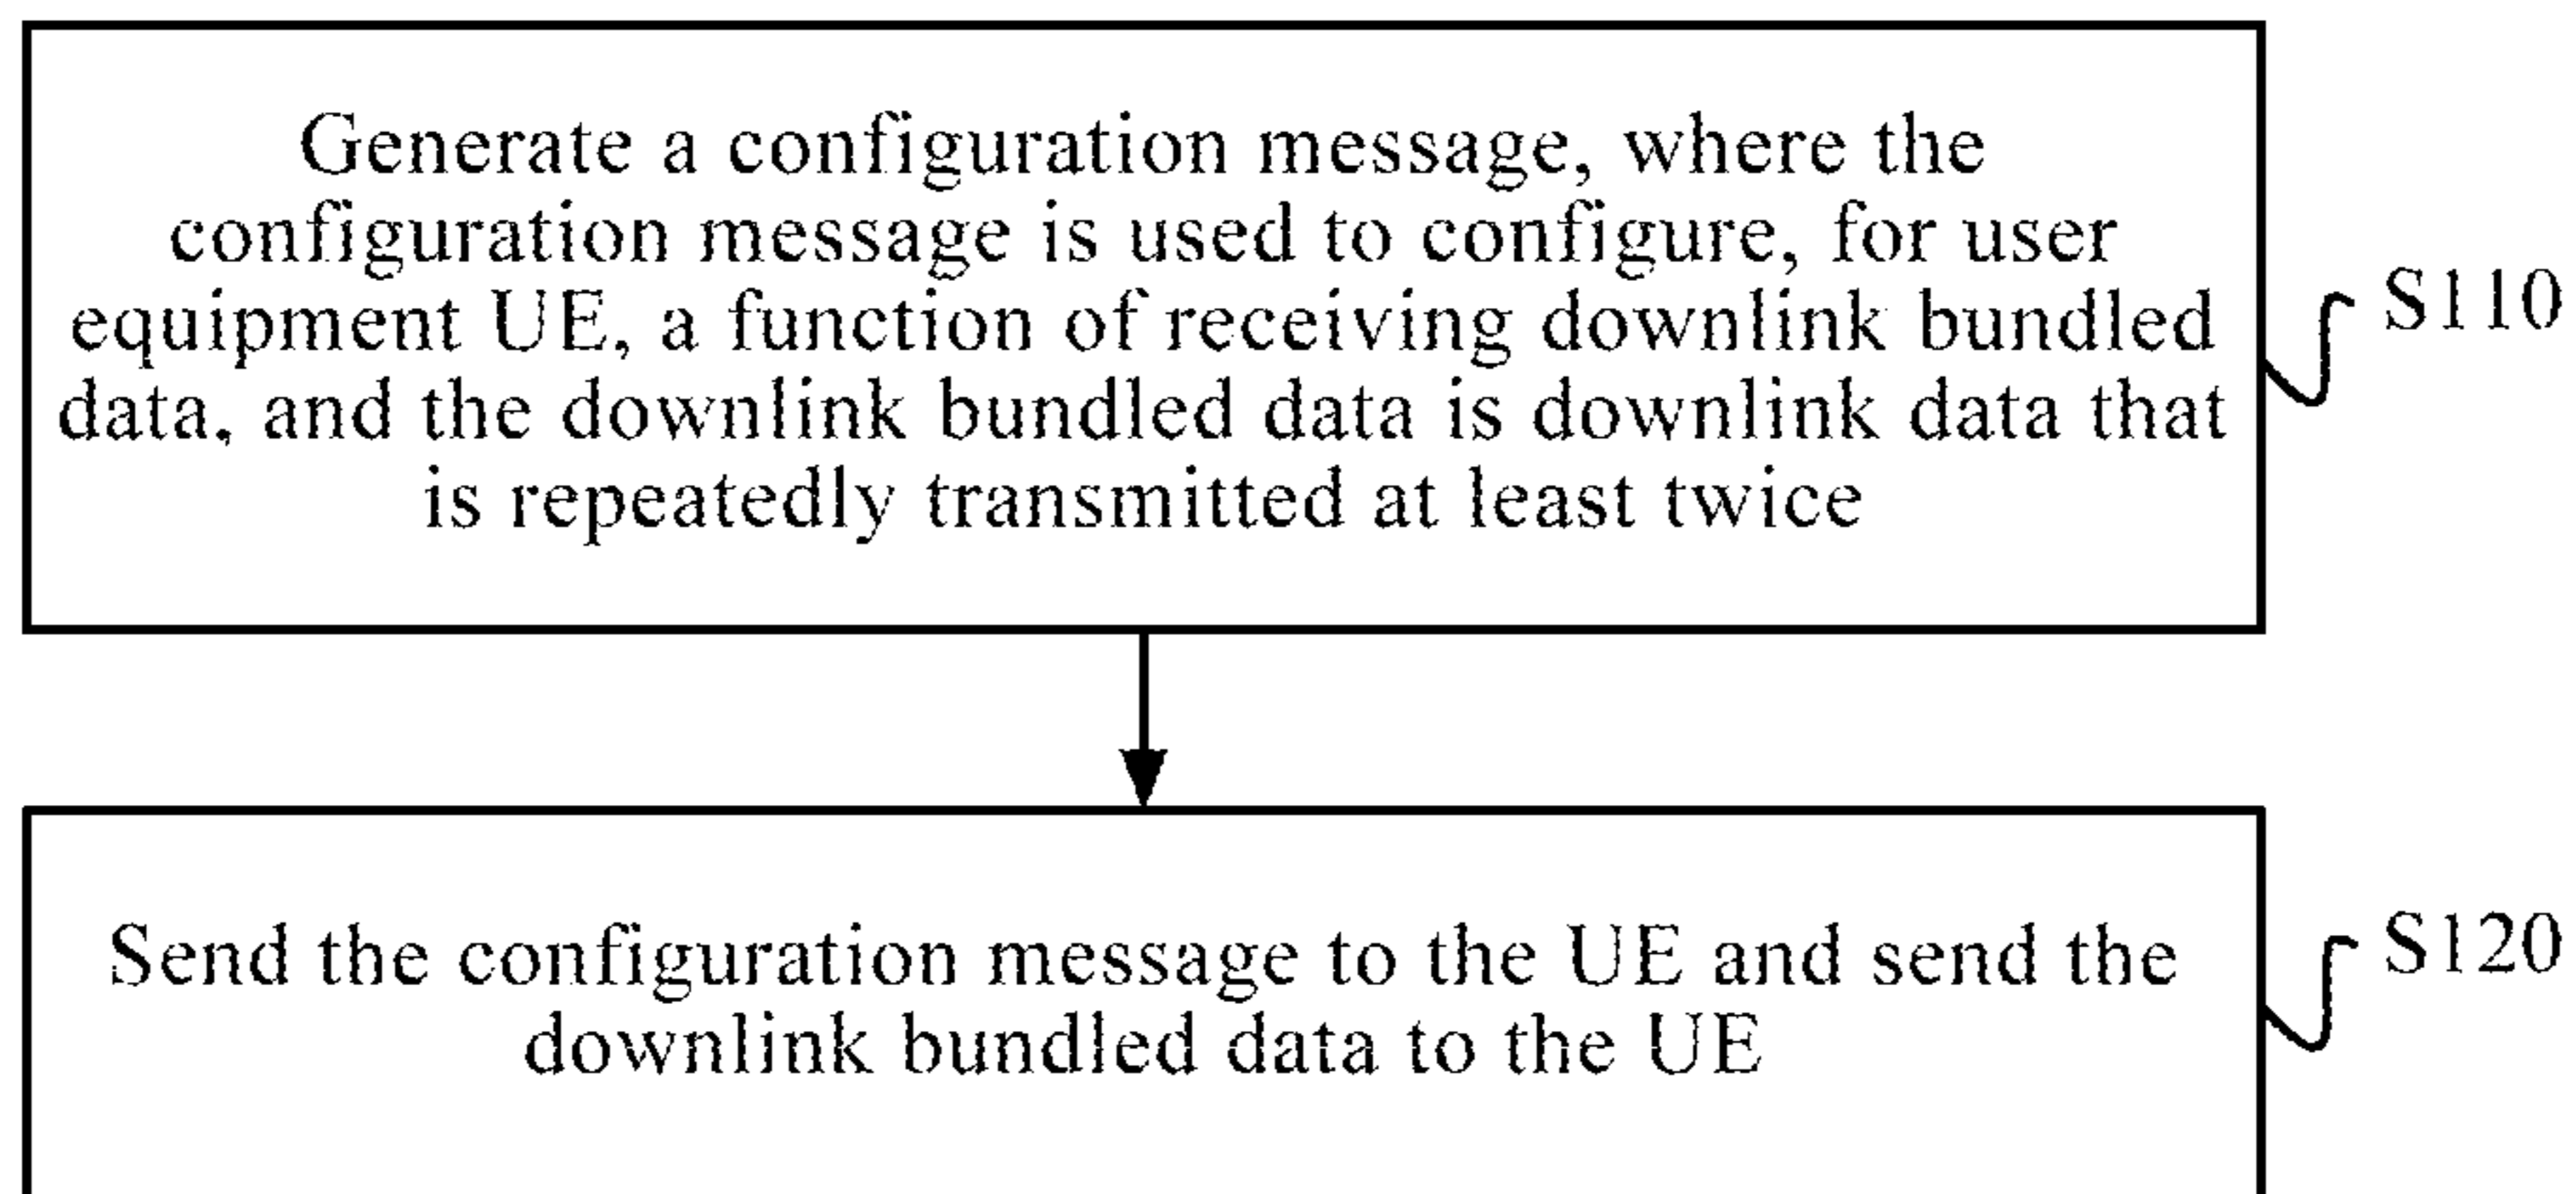 Generate a configuration message, where the
configuration message is used to configure, for user
equipment UE, a function of receiving downlink bundled
data, and the downlink bundled data is downlink data that
is repeatedly transmitted at least twice
S110
Send the configuration message to the UE and send the
downlink bundled data to the UE
S120